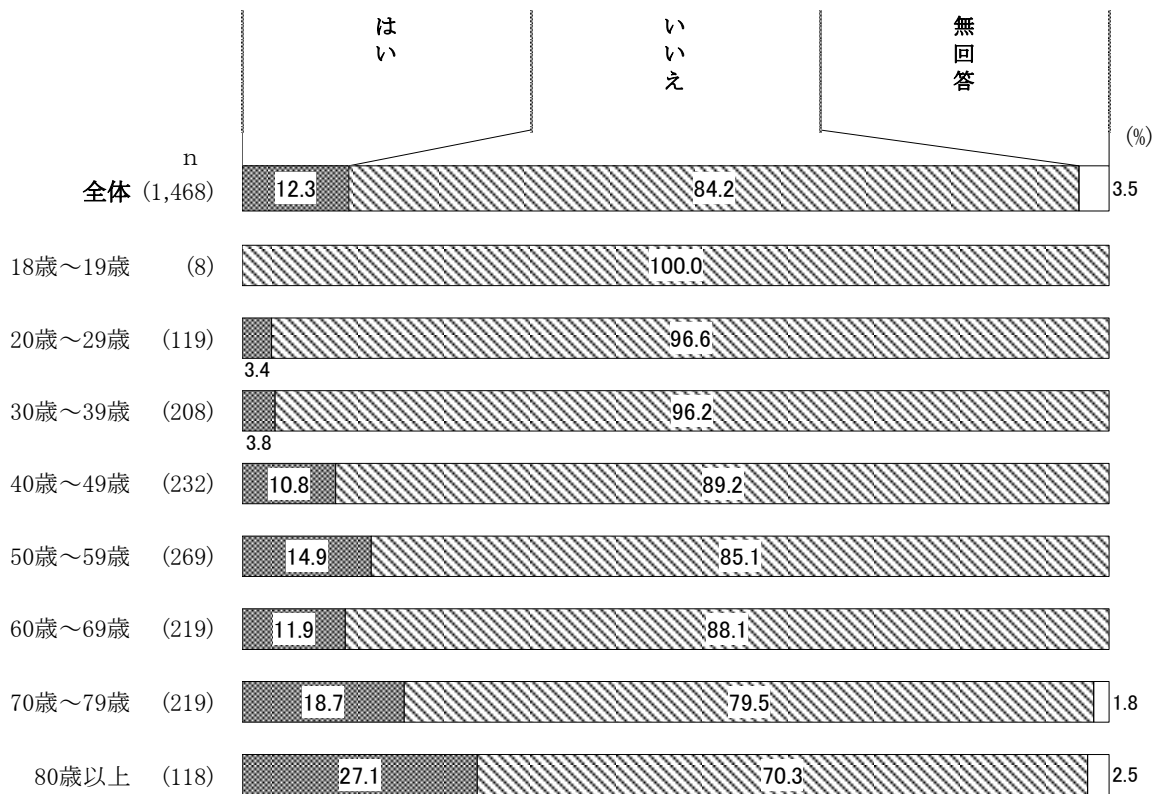 はい
いいえ
無回答
(%)
n
全体 (1,468) 12.3 84.2 3.5
18歳～19歳 (8) 100.0
20歳～29歳 (119) 96.6
3.4
30歳～39歳 (208) 96.2
3.8
40歳～49歳 (232) 10.8 89.2
50歳～59歳 (269) 14.9 85.1
60歳～69歳 (219) 11.9 88.1
70歳～79歳 (219) 18.7 79.5 1.8
80歳以上 (118) 27.1 70.3 2.5